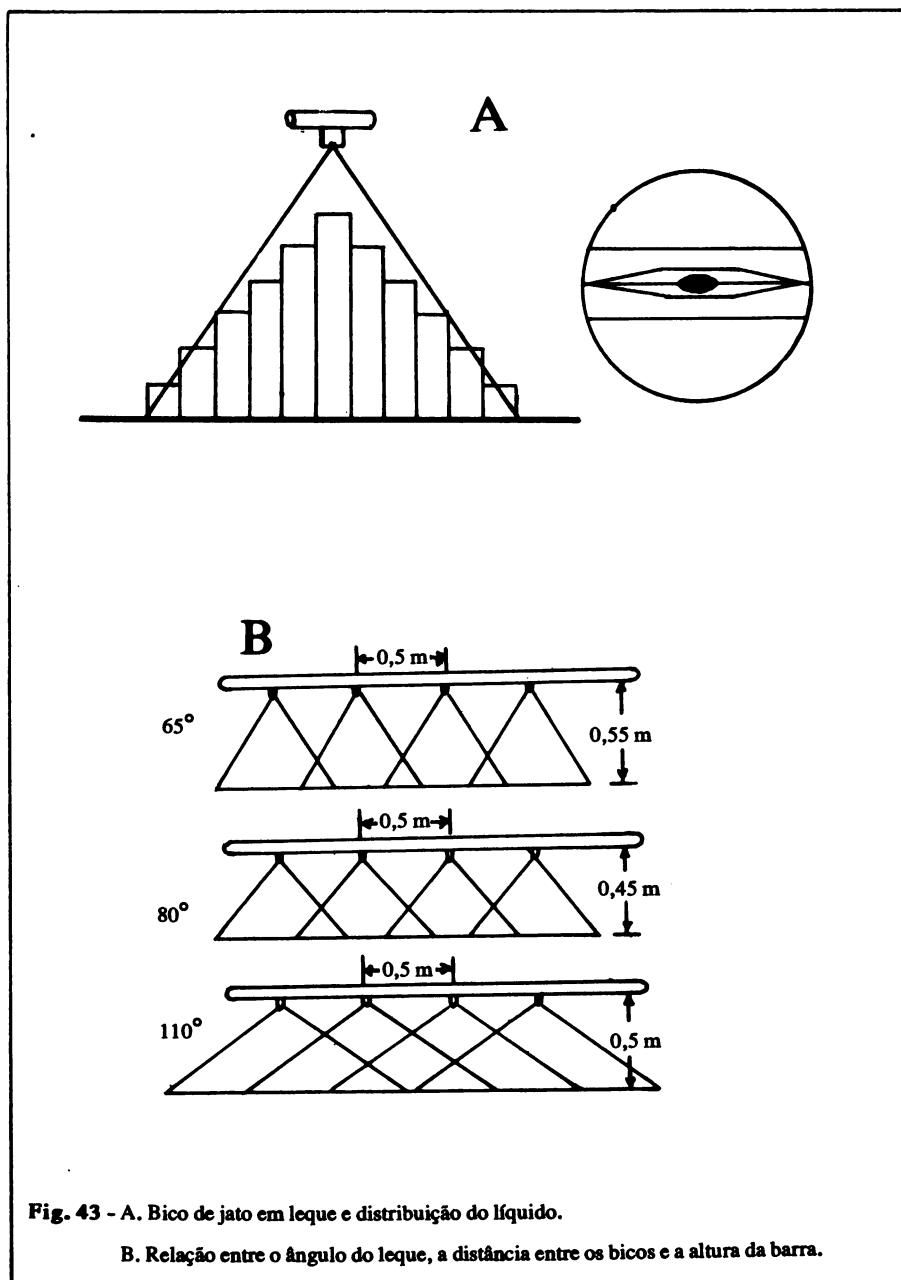 A
B
0,5 m
65°
0,55 m
0,5 m
80°
0,45 m
0,5 m
110°
0,5 m
Fig. 43 - A. Bico de jato em leque e distribuição do líquido.
B. Relação entre o ângulo do leque, a distância entre os bicos e a altura da barra.